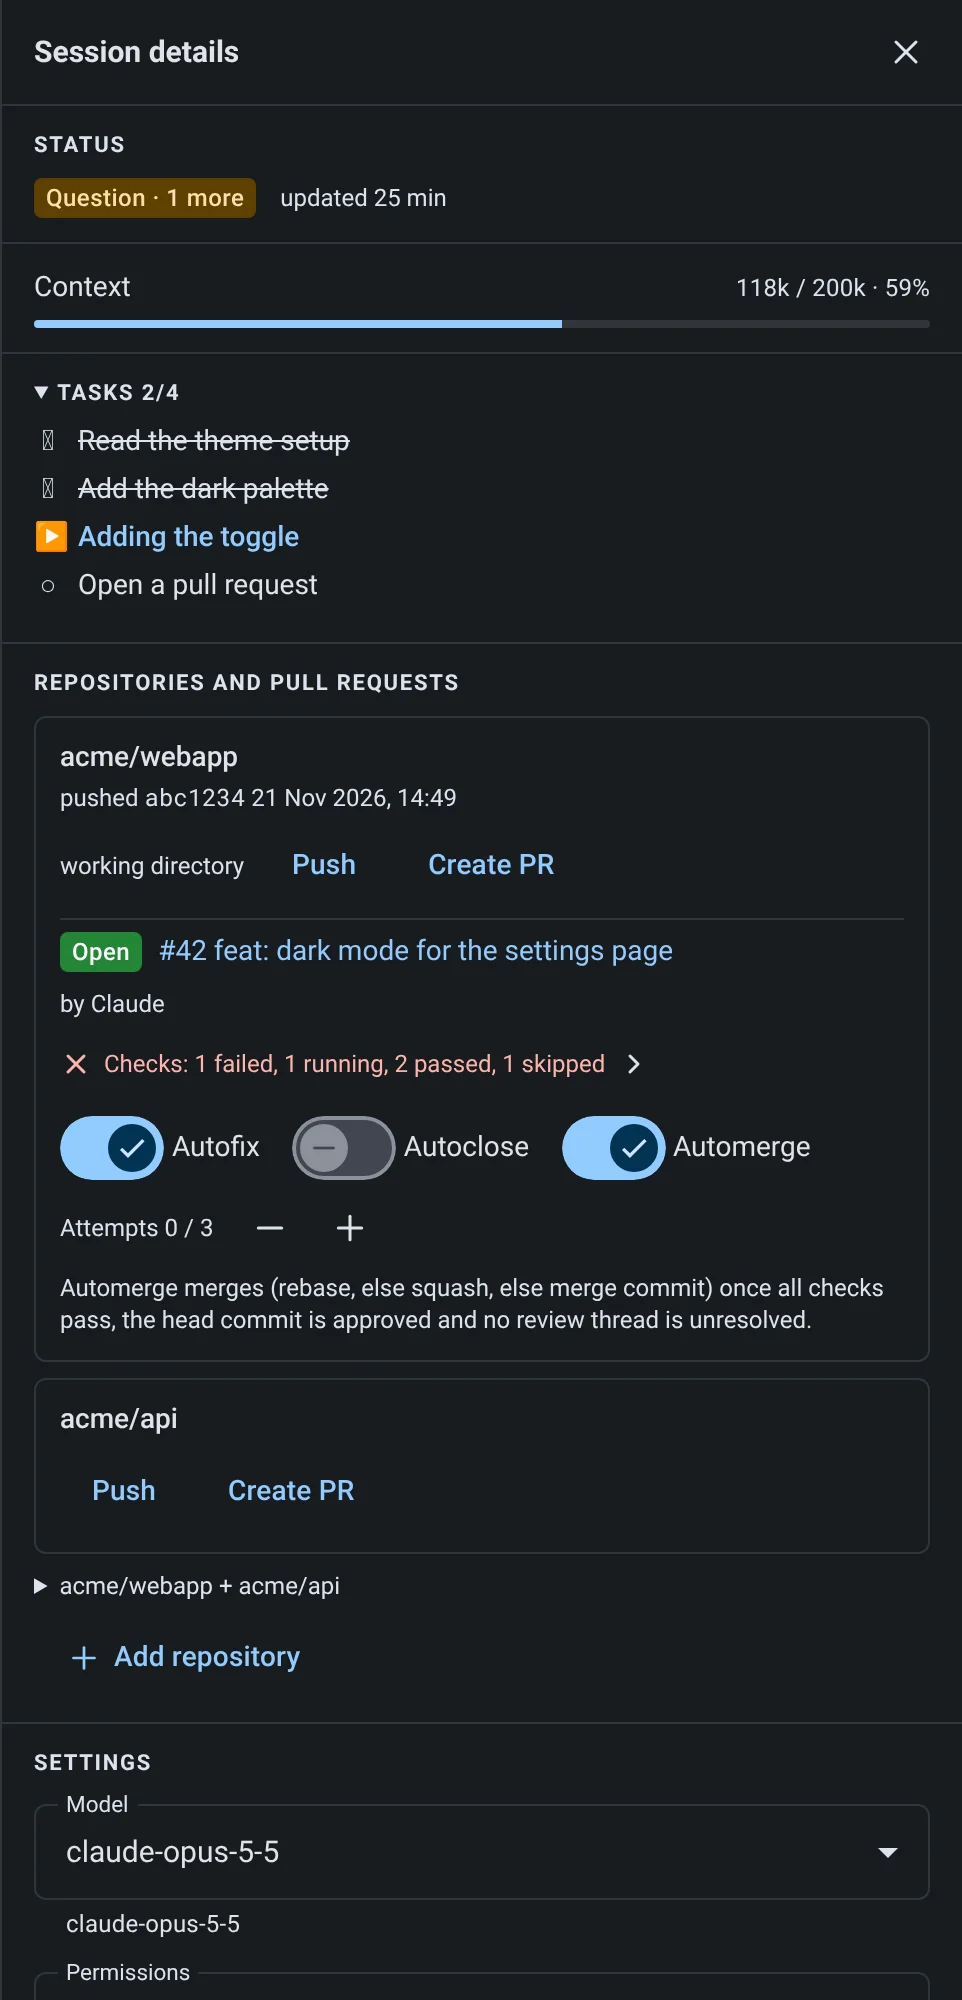 Session details
STATUS
Question · 1 more updated 25 min
Context 118k / 200k · 59%
▼ TASKS 2/4
Read the theme setup
Add the dark palette
▶️ Adding the toggle
○ Open a pull request
REPOSITORIES AND PULL REQUESTS
acme/webapp
pushed abc1234 21 Nov 2026, 14:49
working directory Push Create PR
Open #42 feat: dark mode for the settings page
by Claude
Checks: 1 failed, 1 running, 2 passed, 1 skipped
Autofix Autoclose Automerge
Attempts 0 / 3 − +
Automerge merges (rebase, else squash, else merge commit) once all checks
pass, the head commit is approved and no review thread is unresolved.
acme/api
Push Create PR
▶ acme/webapp + acme/api
+ Add repository
SETTINGS
Model
claude-opus-5-5
claude-opus-5-5
Permissions